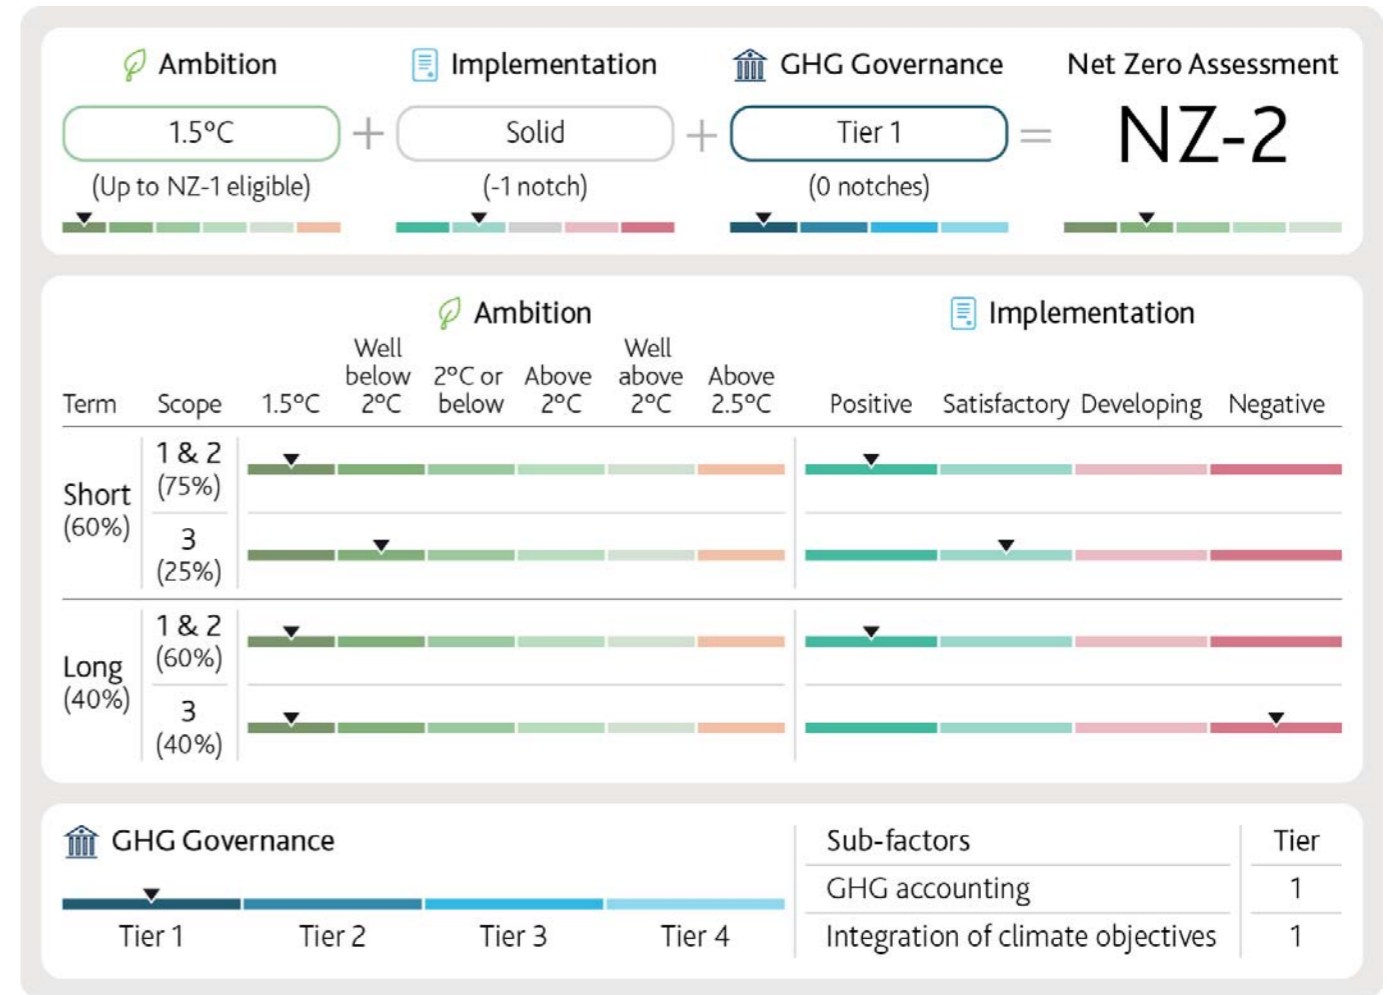 Ambition
Implementation
GHG Governance
Net Zero Assessment
1.5°C
+
Solid
+
Tier 1
=
NZ-2
(Up to NZ-1 eligible)
(-1 notch)
(0 notches)
Ambition
Implementation
Term
Scope
1.5°C
Well
below
2°C
2°C or
below
Above
2°C
Well
above
2°C
Above
2.5°C
Positive
Satisfactory
Developing
Negative
Short
(60%)
1 & 2
(75%)
3
(25%)
Long
(40%)
1 & 2
(60%)
3
(40%)
GHG Governance
Tier 1
Tier 2
Tier 3
Tier 4
Sub-factors
Tier
GHG accounting
1
Integration of climate objectives
1